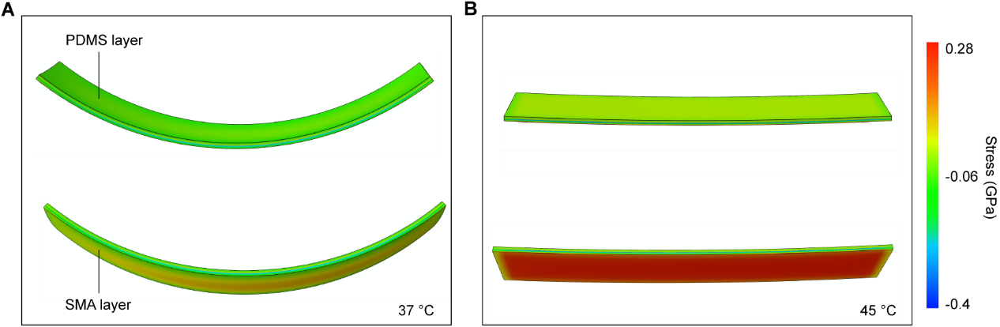 A
PDMS layer
SMA layer
37 °C
B
45 °C
0.28
-0.06
-0.4
Stress (GPa)